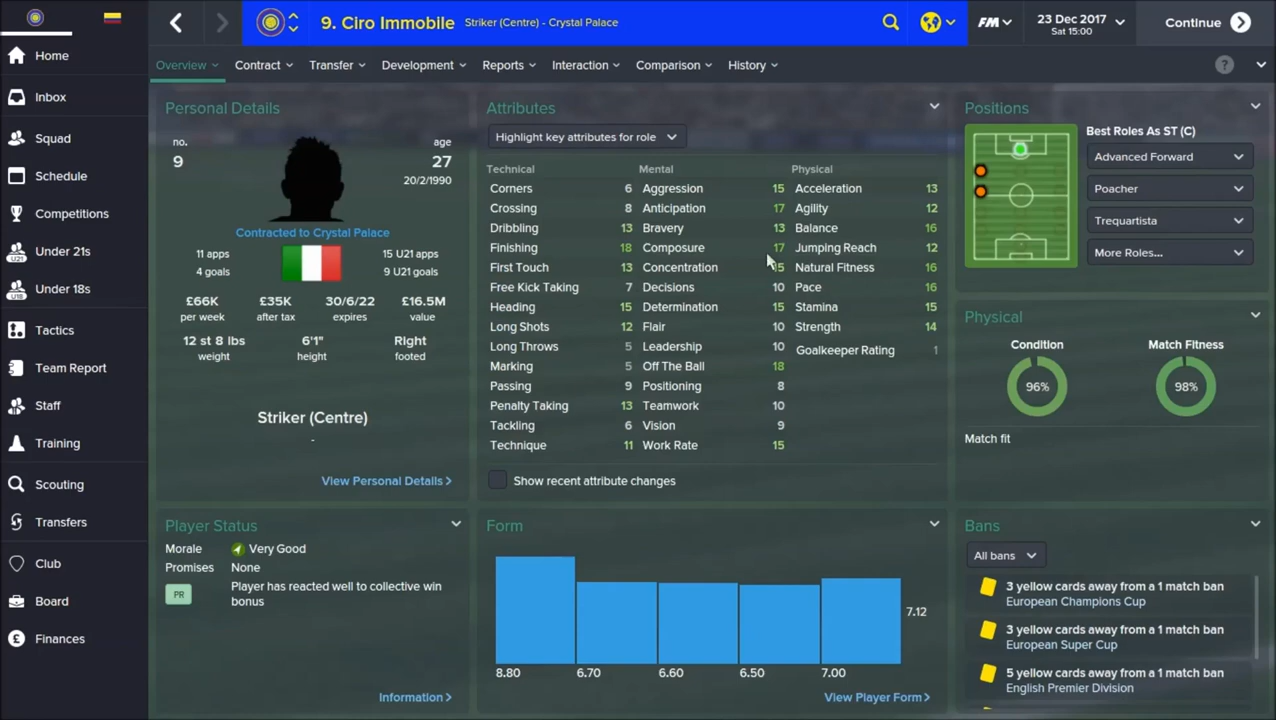 9. Ciro Immobile Striker (Centre) - Crystal Palace
FM
23 Dec 2017
Sat 15:00
Continue
Home
Inbox
Squad
Schedule
Competitions
U21
Under 21s
U18
Under 18s
Tactics
Team Report
Staff
Training
Scouting
Transfers
Club
Board
Finances
Overview Contract Transfer Development Reports Interaction Comparison History ?
Personal Details
no.
9
age
27
20/2/1990
Contracted to Crystal Palace
11 apps
4 goals
15 U21 apps
9 U21 goals
£66K £35K 30/6/22 £16.5M
per week after tax expires value
12 st 8 lbs 6'1" Right
weight height footed
Striker (Centre)
-
View Personal Details >
Attributes
Highlight key attributes for role
Technical Mental Physical
Corners 6 Aggression 15 Acceleration 13
Crossing 8 Anticipation 17 Agility 12
Dribbling 13 Bravery 13 Balance 16
Finishing 18 Composure 17 Jumping Reach 12
First Touch 13 Concentration 15 Natural Fitness 16
Free Kick Taking 7 Decisions 10 Pace 16
Heading 15 Determination 15 Stamina 15
Long Shots 12 Flair 10 Strength 14
Long Throws 5 Leadership 10 Goalkeeper Rating 1
Marking 5 Off The Ball 18
Passing 9 Positioning 8
Penalty Taking 13 Teamwork 10
Tackling 6 Vision 9
Technique 11 Work Rate 15
Show recent attribute changes
Positions
Best Roles As ST (C)
Advanced Forward
Poacher
Trequartista
More Roles...
Physical
Condition Match Fitness
96% 98%
Match fit
Player Status
Morale Very Good
Promises None
PR Player has reacted well to collective win
bonus
Information >
Form
7.12
8.80 6.70 6.60 6.50 7.00
View Player Form >
Bans
All bans
3 yellow cards away from a 1 match ban
European Champions Cup
3 yellow cards away from a 1 match ban
European Super Cup
5 yellow cards away from a 1 match ban
English Premier Division